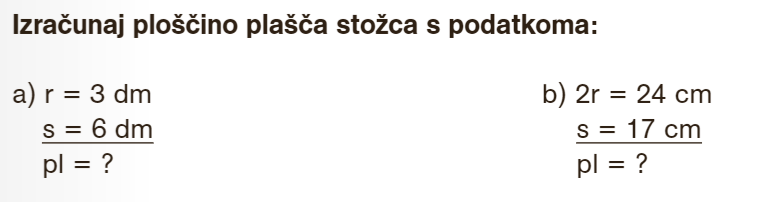 Izračunaj ploščino plašča stožca s podatkoma:
a) r = 3 dm
s = 6 dm
pl = ?
b) 2r = 24 cm
s = 17 cm
pl = ?